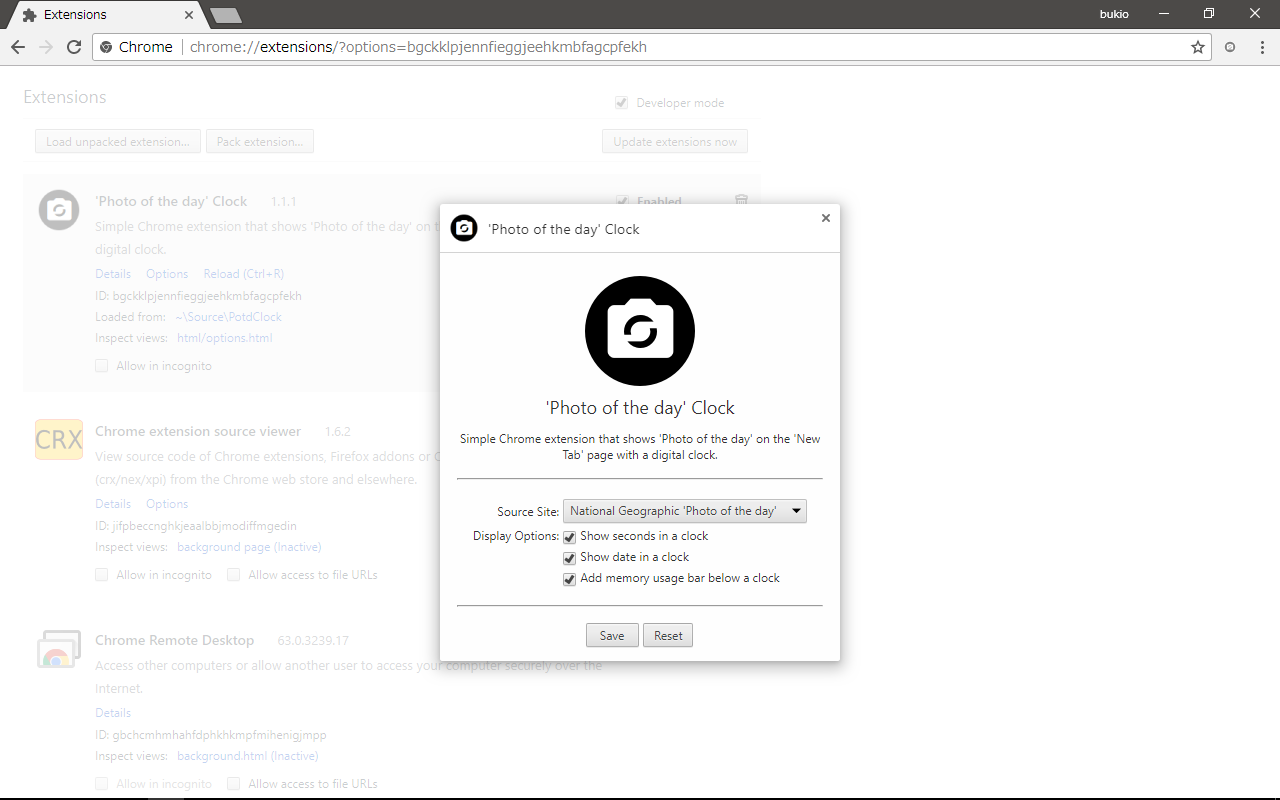 Extensions
bukio
Chrome
chrome://extensions/?options=bgckklpjennfieggjeehkmbfagcpfekh
Extensions
Developer mode
Load unpacked extension...
Pack extension...
Update extensions now
'Photo of the day' Clock 1.1.1
Enabled
Simple Chrome extension that shows 'Photo of the day' on th
digital clock.
Details Options Reload (Ctrl+R)
ID: bgckklpjennfieggjeehkmbfagcpfekh
Loaded from: ~\Source\PotdClock
Inspect views: html/options.html
Allow in incognito
CRX
Chrome extension source viewer 1.6.2
View source code of Chrome extensions, Firefox addons or
(crx/nex/xpi) from the Chrome web store and elsewhere.
Details Options
ID: jifpbeccnghkjeaalbbjmodiffmgedin
Inspect views: background page (Inactive)
Allow in incognito Allow access to file URLs
Chrome Remote Desktop 63.0.3239.17
Access other computers or allow another user to access your computer securely over the
Internet.
Details
ID: gbchcmhmhahfdphkhkmpfmihenigjmpp
Inspect views: background.html (Inactive)
Allow in incognito Allow access to file URLs
'Photo of the day' Clock
'Photo of the day' Clock
Simple Chrome extension that shows 'Photo of the day' on the 'New
Tab' page with a digital clock.
Source Site: National Geographic 'Photo of the day'
Display Options: Show seconds in a clock
Show date in a clock
Add memory usage bar below a clock
Save Reset